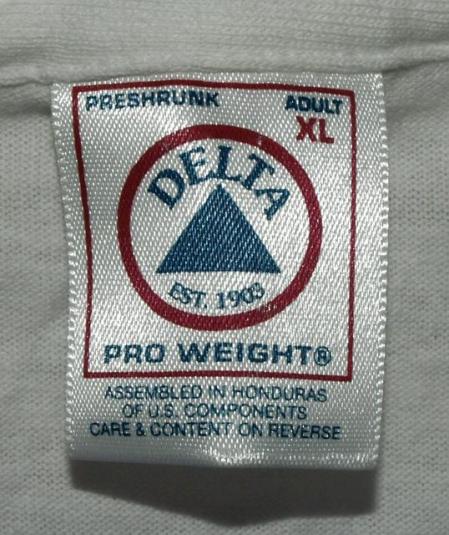 PRESHRUNK ADULT
XL
DELTA
EST. 1903
PRO WEIGHT®
ASSEMBLED IN HONDURAS
OF U.S. COMPONENTS
CARE & CONTENT ON REVERSE